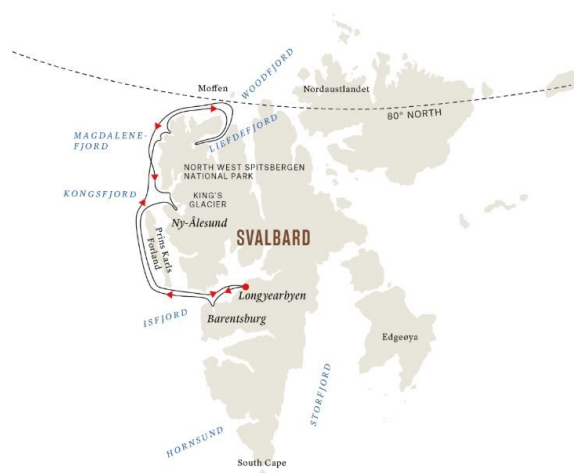 WOODFJORD
Moffen
Nordaustlandet
80° NORTH
MAGDALENE-
FJORD
LIEFDEFJORD
NORTH WEST SPITSBERGEN
NATIONAL PARK
KONGSFJORD
KING'S
GLACIER
Ny-Ålesund
SVALBARD
Prins Karls
Forland
Longyearbyen
Barentsburg
ISFJORD
Edgeøya
STORFJORD
HORNSUND
South Cape